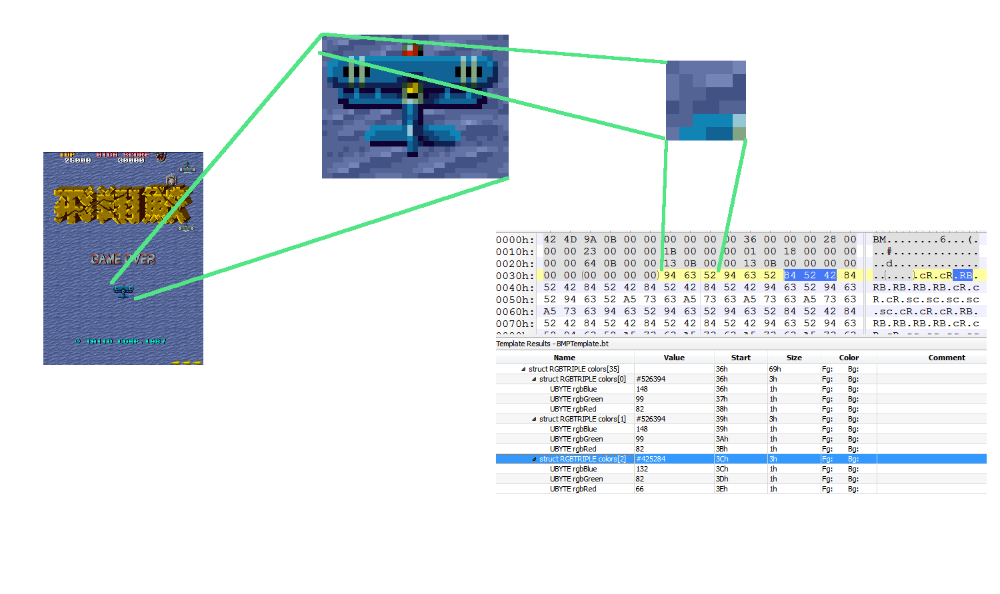 1UP HIGH SCORE
25000 30000
飛翔鮫
GAME OVER
© TAITO CORP.1987
0000h: 42 4D 9A 0B 00 00 00 00 00 00 36 00 00 00 28 00 BM........6...(.
0010h: 00 00 23 00 00 00 1B 00 00 00 01 00 18 00 00 00 ..#.............
0020h: 00 00 64 0B 00 00 13 0B 00 00 13 0B 00 00 00 00 ..d.............
0030h: 00 00 00 00 00 00 94 63 52 94 63 52 84 52 42 84 .......cR.cR.RB.
0040h: 52 42 84 52 42 84 52 42 84 52 42 94 63 52 94 63 RB.RB.RB.RB.cR.c
0050h: 52 94 63 52 A5 73 63 A5 73 63 A5 73 63 A5 73 63 R.cR.sc.sc.sc.sc
0060h: A5 73 63 94 63 52 94 63 52 94 63 52 84 52 42 84 .sc.cR.cR.cR.RB.
0070h: 52 42 84 52 42 84 52 42 84 52 42 94 63 52 94 63 RB.RB.RB.RB.cR.c
Template Results - BMPTemplate.bt
Name Value Start Size Color Comment
struct RGBTRIPLE colors[35] 36h 69h Fg: Bg:
struct RGBTRIPLE colors[0] #526394 36h 3h Fg: Bg:
UBYTE rgbBlue 148 36h 1h Fg: Bg:
UBYTE rgbGreen 99 37h 1h Fg: Bg:
UBYTE rgbRed 82 38h 1h Fg: Bg:
struct RGBTRIPLE colors[1] #526394 39h 3h Fg: Bg:
UBYTE rgbBlue 148 39h 1h Fg: Bg:
UBYTE rgbGreen 99 3Ah 1h Fg: Bg:
UBYTE rgbRed 82 3Bh 1h Fg: Bg:
struct RGBTRIPLE colors[2] #425284 3Ch 3h Fg: Bg:
UBYTE rgbBlue 132 3Ch 1h Fg: Bg:
UBYTE rgbGreen 82 3Dh 1h Fg: Bg:
UBYTE rgbRed 66 3Eh 1h Fg: Bg: